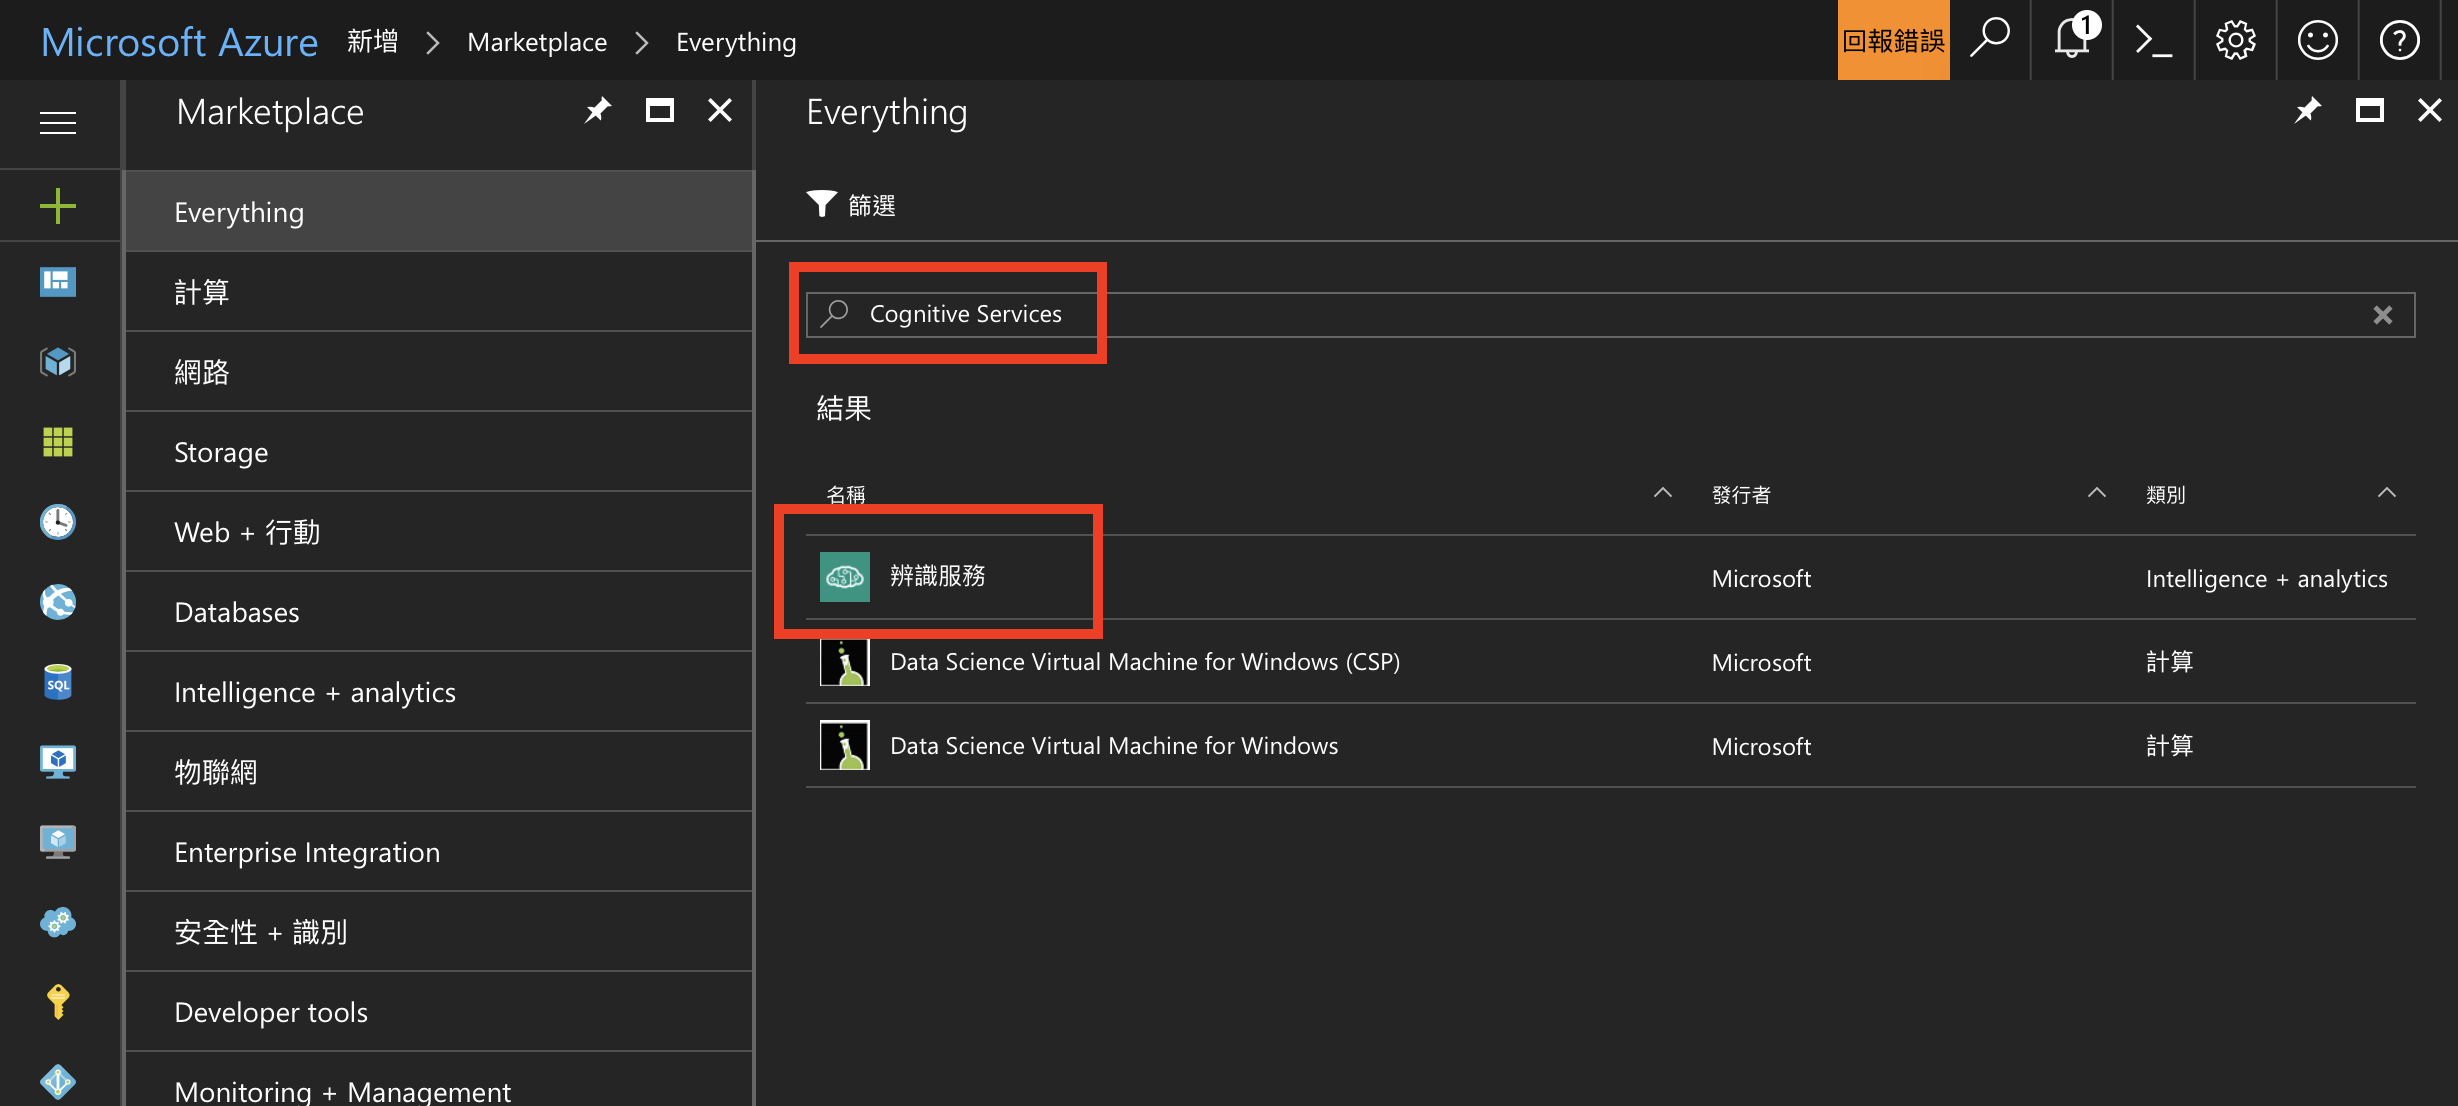 Microsoft Azure 新增 Marketplace Everything 回報錯誤 1
Marketplace
Everything
計算
網路
Storage
Web + 行動
Databases
Intelligence + analytics
物聯網
Enterprise Integration
安全性 + 識別
Developer tools
Monitoring + Management
SQL
Everything
篩選
Cognitive Services
結果
名稱 發行者 類別
辨識服務 Microsoft Intelligence + analytics
Data Science Virtual Machine for Windows (CSP) Microsoft 計算
Data Science Virtual Machine for Windows Microsoft 計算